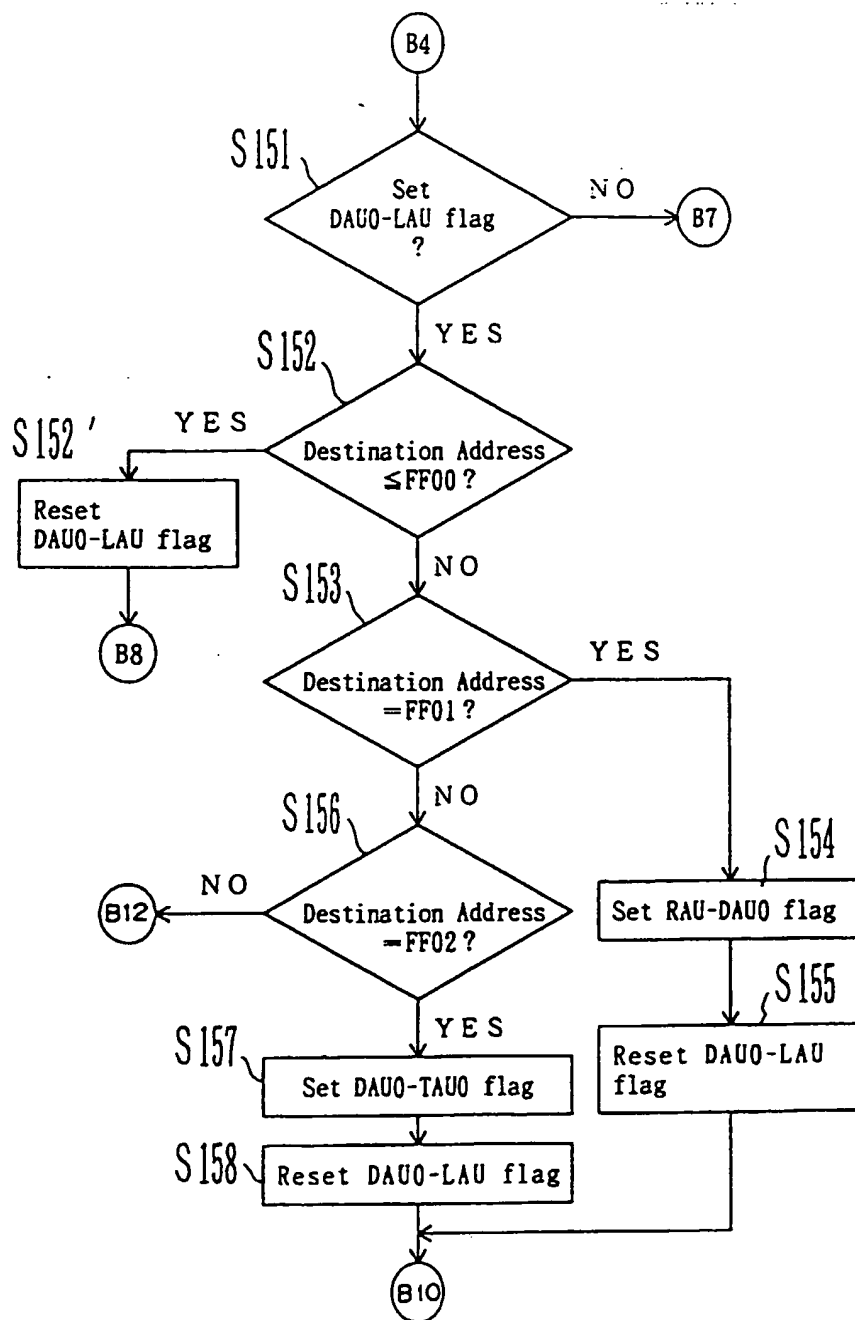 B4
S151
Set
DAU0-LAU flag
?
NO
B7
YES
S152
YES
Destination Address
≦FF00?
S152'
Reset
DAU0-LAU flag
B8
NO
S153
Destination Address
=FF01?
YES
NO
S156
NO
B12
Destination Address
=FF02?
S154
Set RAU-DAU0 flag
YES
S155
Reset DAU0-LAU
flag
S157
Set DAU0-TAU0 flag
S158
Reset DAU0-LAU flag
B10